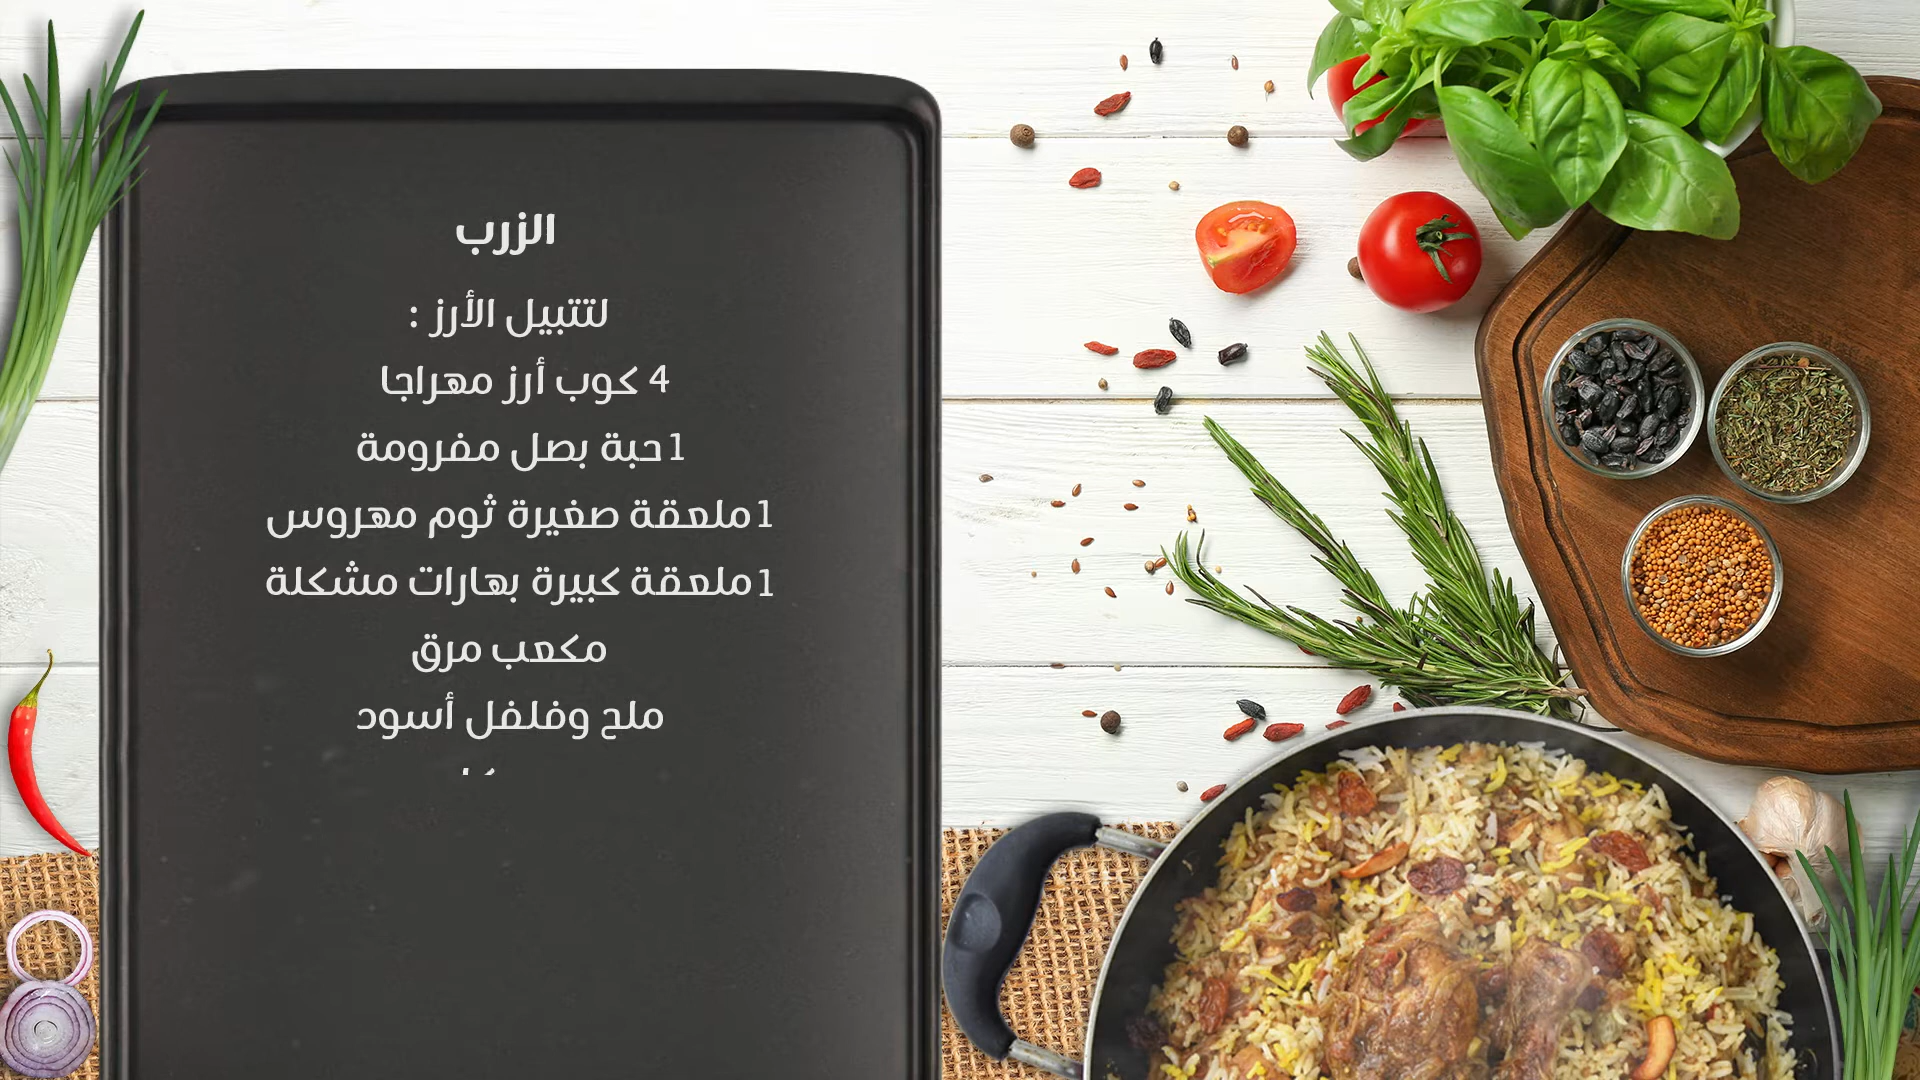 الزرب
لتتبيل الأرز :
4 كوب أرز مهراجا
1حبة بصل مفرومة
1ملعقة صغيرة ثوم مهروس
1ملعقة كبيرة بهارات مشكلة
مكعب مرق
ملح وفلفل أسود